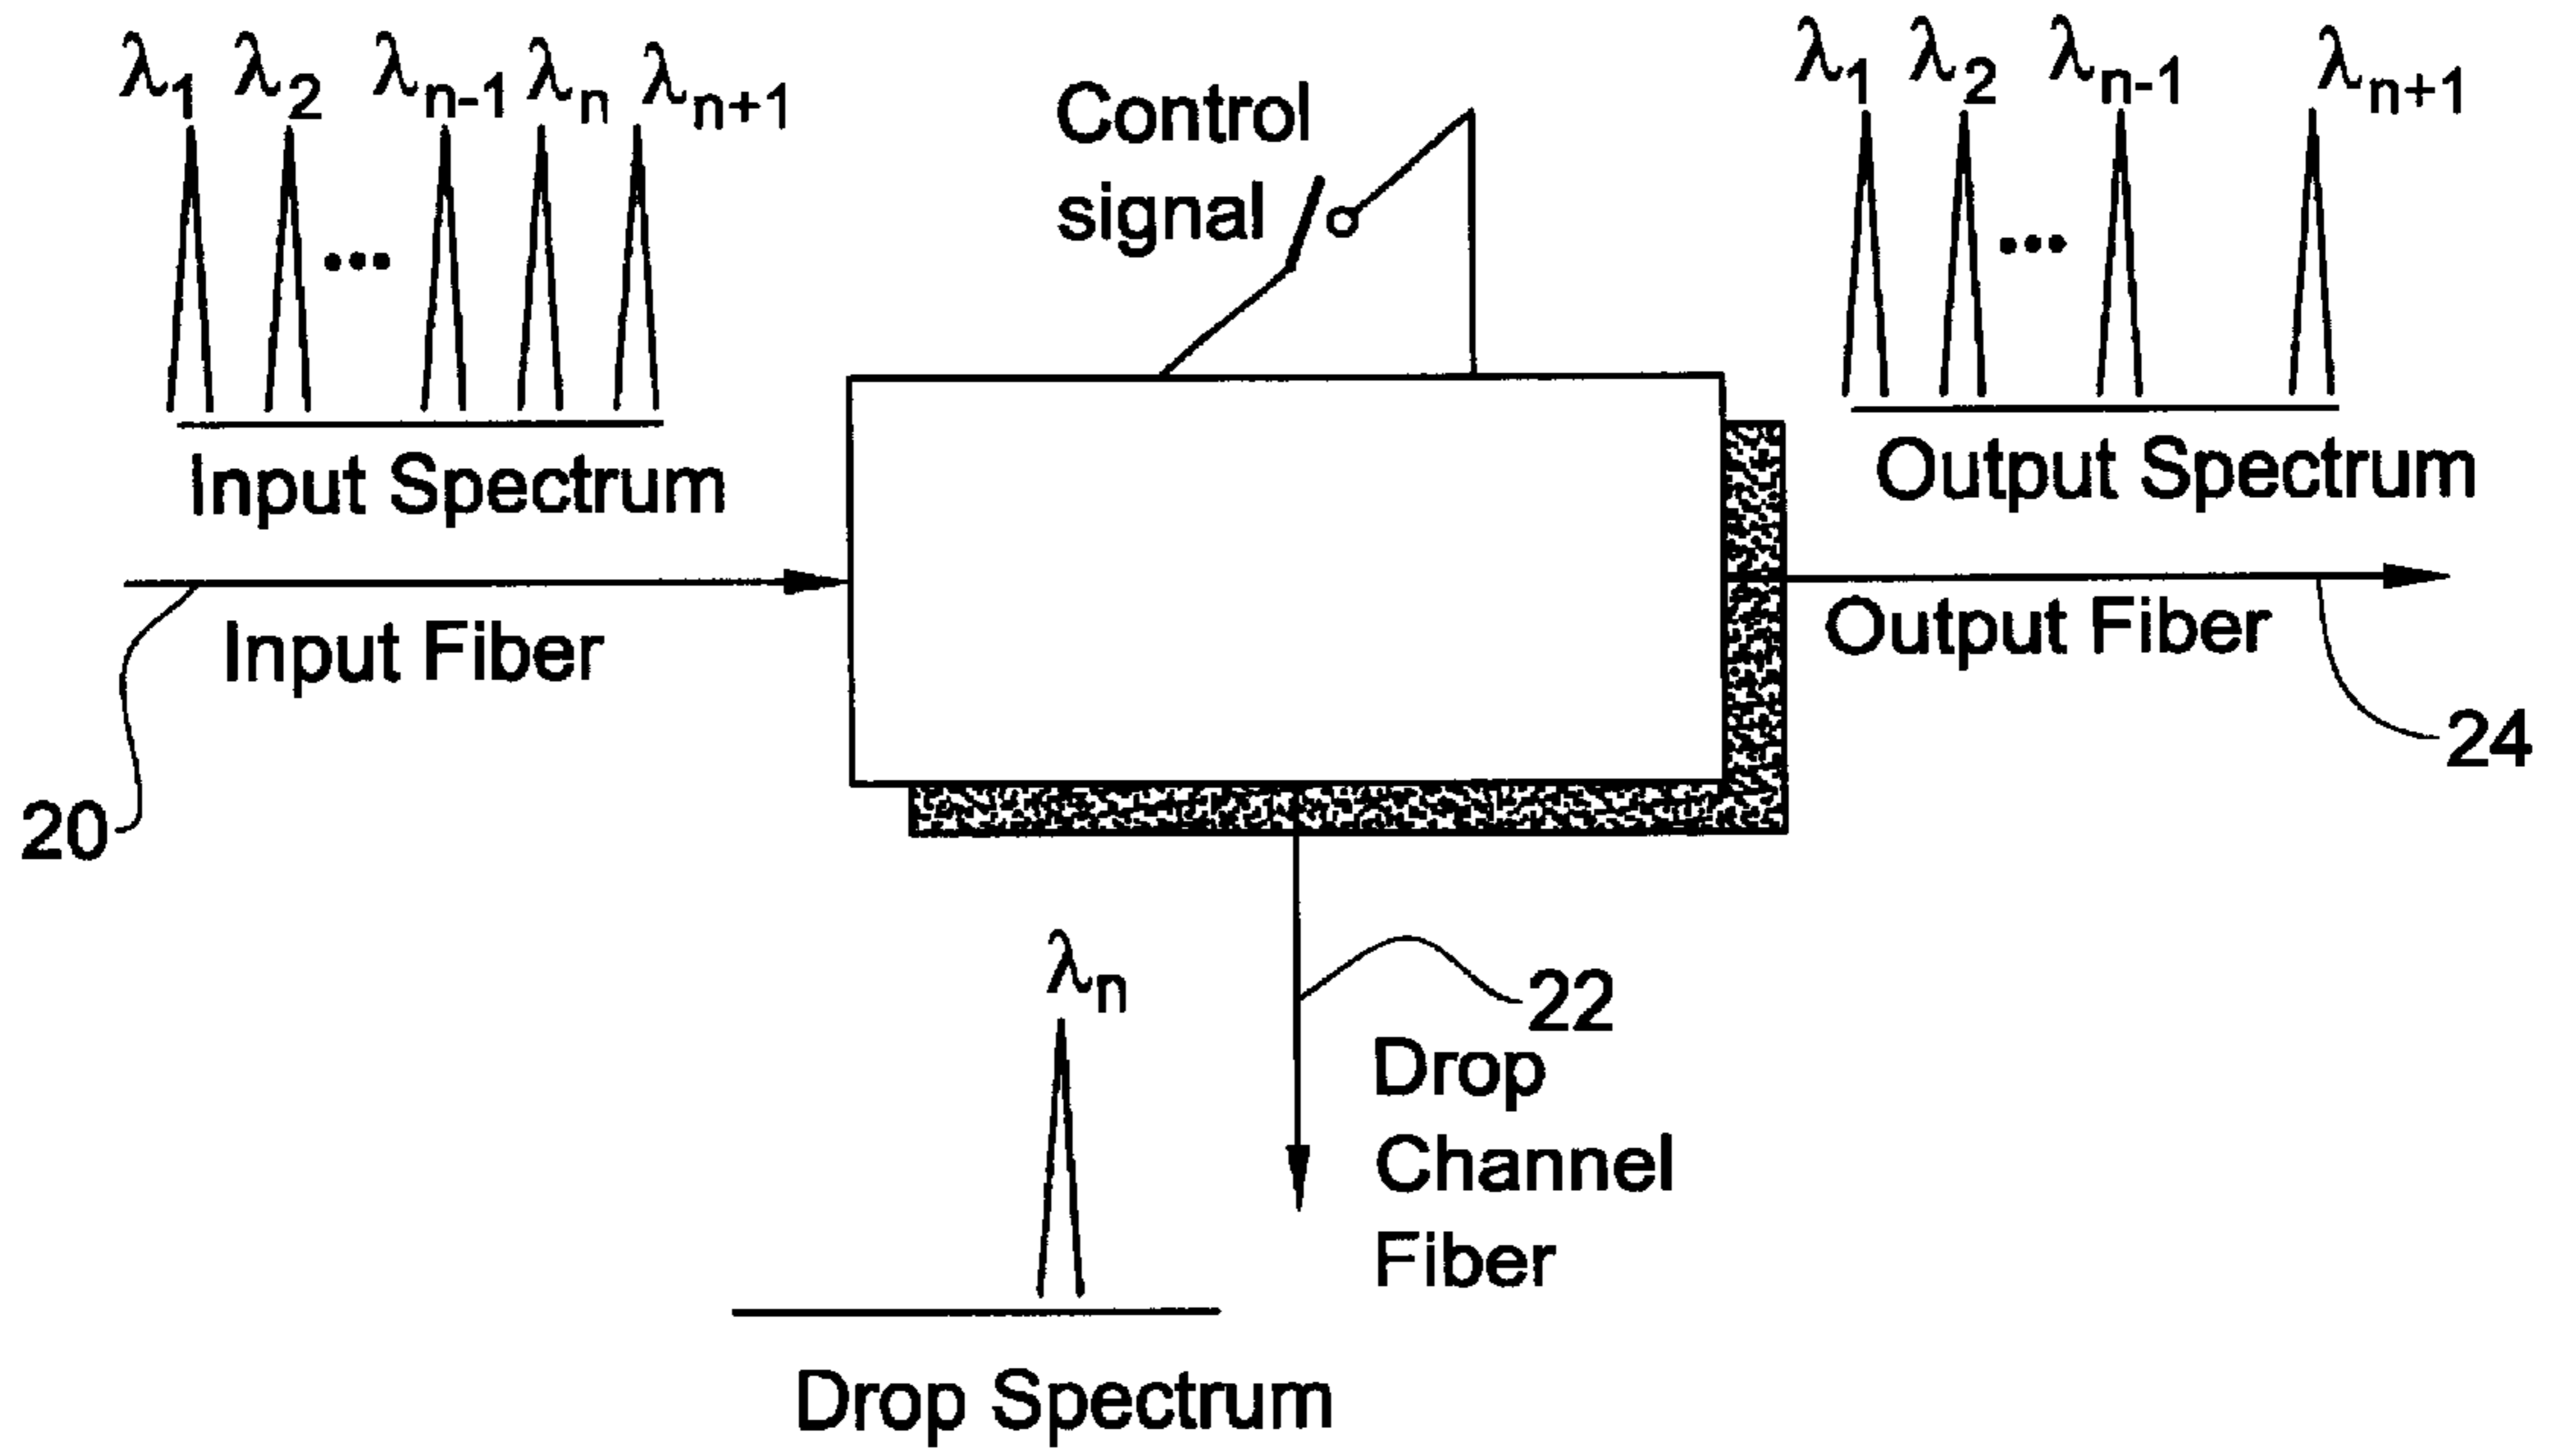 λ1 λ2 λn-1 λn λn+1
Input Spectrum
Input Fiber
20
Control
signal
λ1 λ2 λn-1 λn+1
Output Spectrum
Output Fiber
24
λn
22
Drop
Channel
Fiber
Drop Spectrum